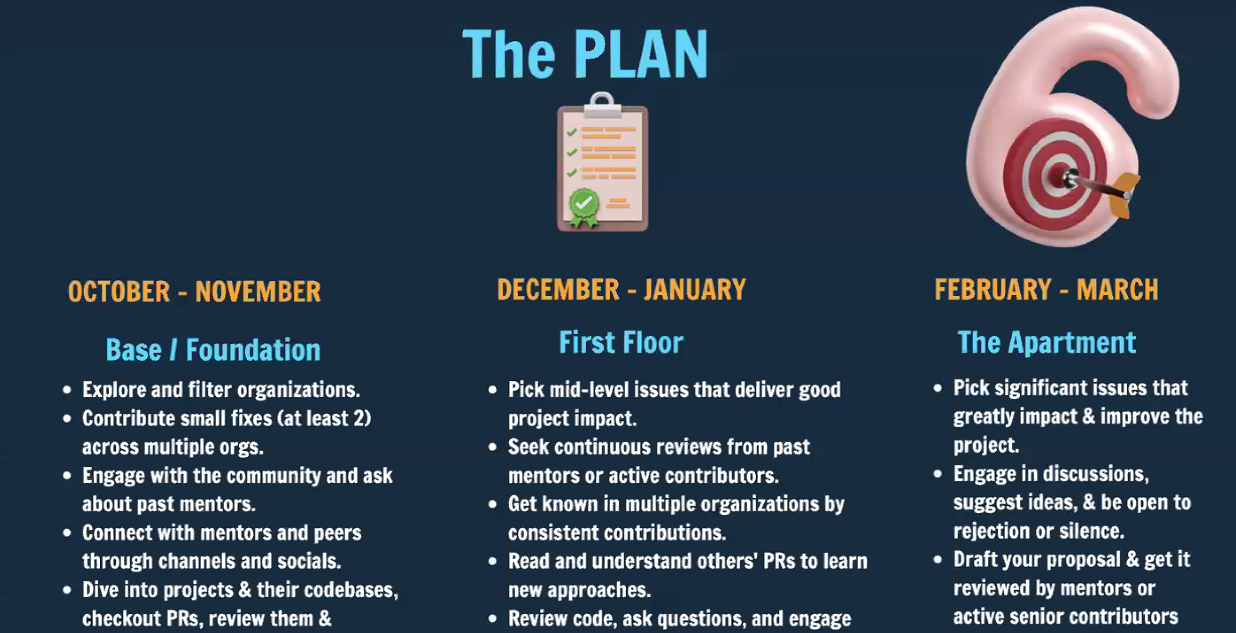 The PLAN
OCTOBER - NOVEMBER
Base / Foundation
• Explore and filter organizations.
• Contribute small fixes (at least 2)
across multiple orgs.
• Engage with the community and ask
about past mentors.
• Connect with mentors and peers
through channels and socials.
• Dive into projects & their codebases,
checkout PRs, review them &
DECEMBER - JANUARY
First Floor
• Pick mid-level issues that deliver good
project impact.
• Seek continuous reviews from past
mentors or active contributors.
• Get known in multiple organizations by
consistent contributions.
• Read and understand others' PRs to learn
new approaches.
• Review code, ask questions, and engage
6
FEBRUARY - MARCH
The Apartment
• Pick significant issues that
greatly impact & improve the
project.
• Engage in discussions,
suggest ideas, & be open to
rejection or silence.
• Draft your proposal & get it
reviewed by mentors or
active senior contributors